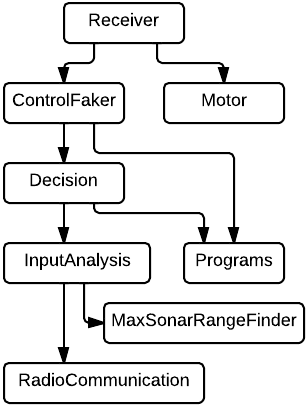 Receiver
ControlFaker
Motor
Decision
InputAnalysis
Programs
MaxSonarRangeFinder
RadioCommunication